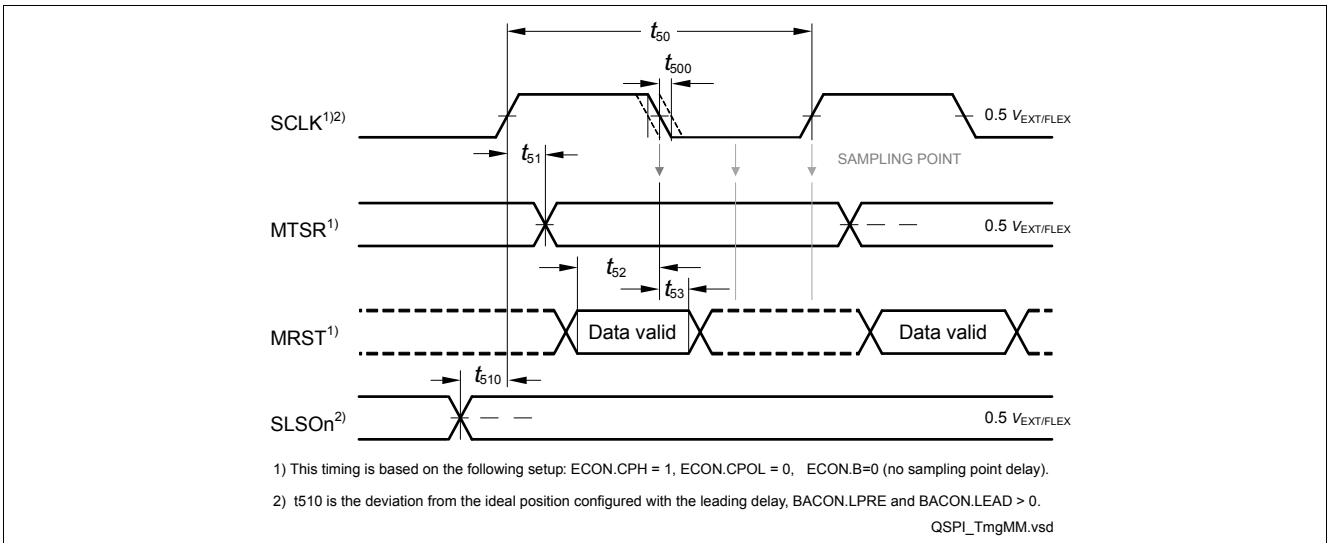 t50
t500
SCLK1)2)
0.5 VEXT/FLEX
t51
SAMPLING POINT
MTSR1)
0.5 VEXT/FLEX
t52
t53
MRST1)
Data valid
Data valid
t510
SLSOn2)
0.5 VEXT/FLEX
1) This timing is based on the following setup: ECON.CPH = 1, ECON.CPOL = 0, ECON.B=0 (no sampling point delay).
2) t510 is the deviation from the ideal position configured with the leading delay, BACON.LPRE and BACON.LEAD > 0.
QSPI_TmgMM.vsd